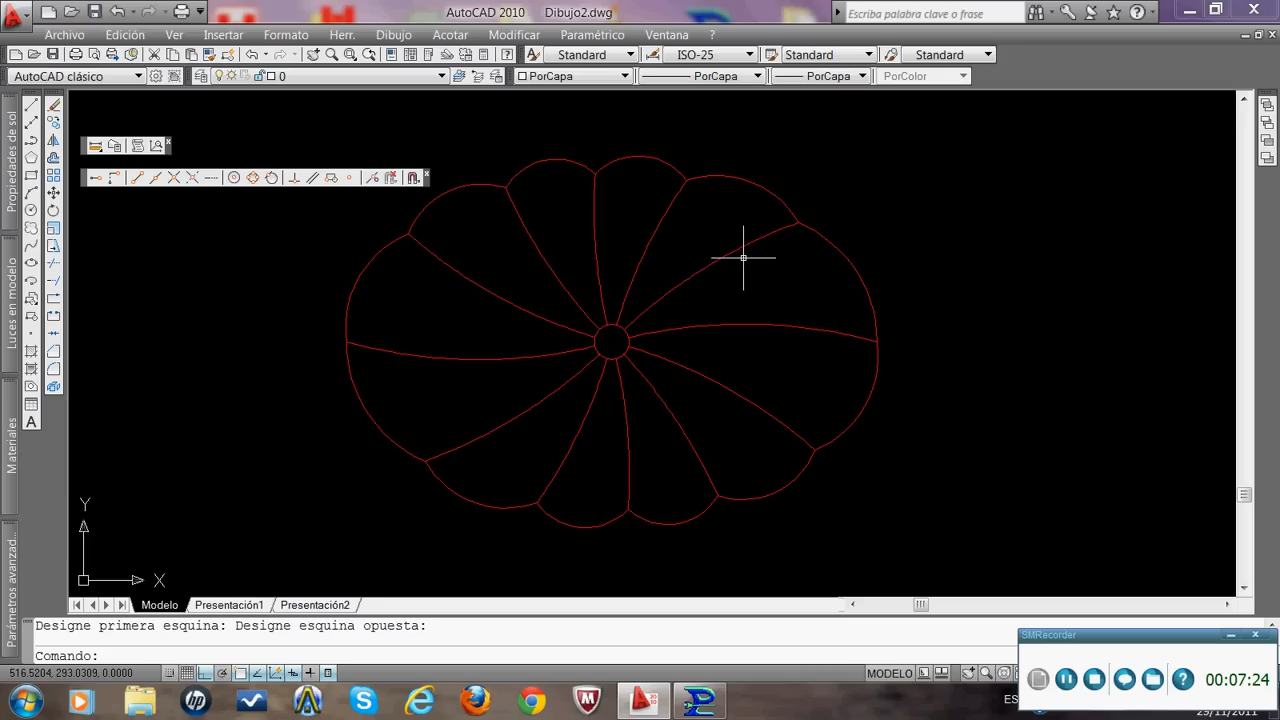 AutoCAD 2010 Dibujo2.dwg
Escriba palabra clave o frase
Archivo Edición Ver Insertar Formato Herr. Dibujo Acotar Modificar Paramétrico Ventana
Standard ISO-25 Standard Standard
AutoCAD clásico 0 PorCapa PorCapa PorCapa PorColor
Propiedades de sol
Luces en modelo
Materiales
Parámetros avanzad.
Y
X
Modelo Presentación1 Presentación2
Designe primera esquina: Designe esquina opuesta:
Comando:
SMRecorder
00:07:24
516.5204, 293.0309, 0.0000 MODELO
ES
29/11/2011